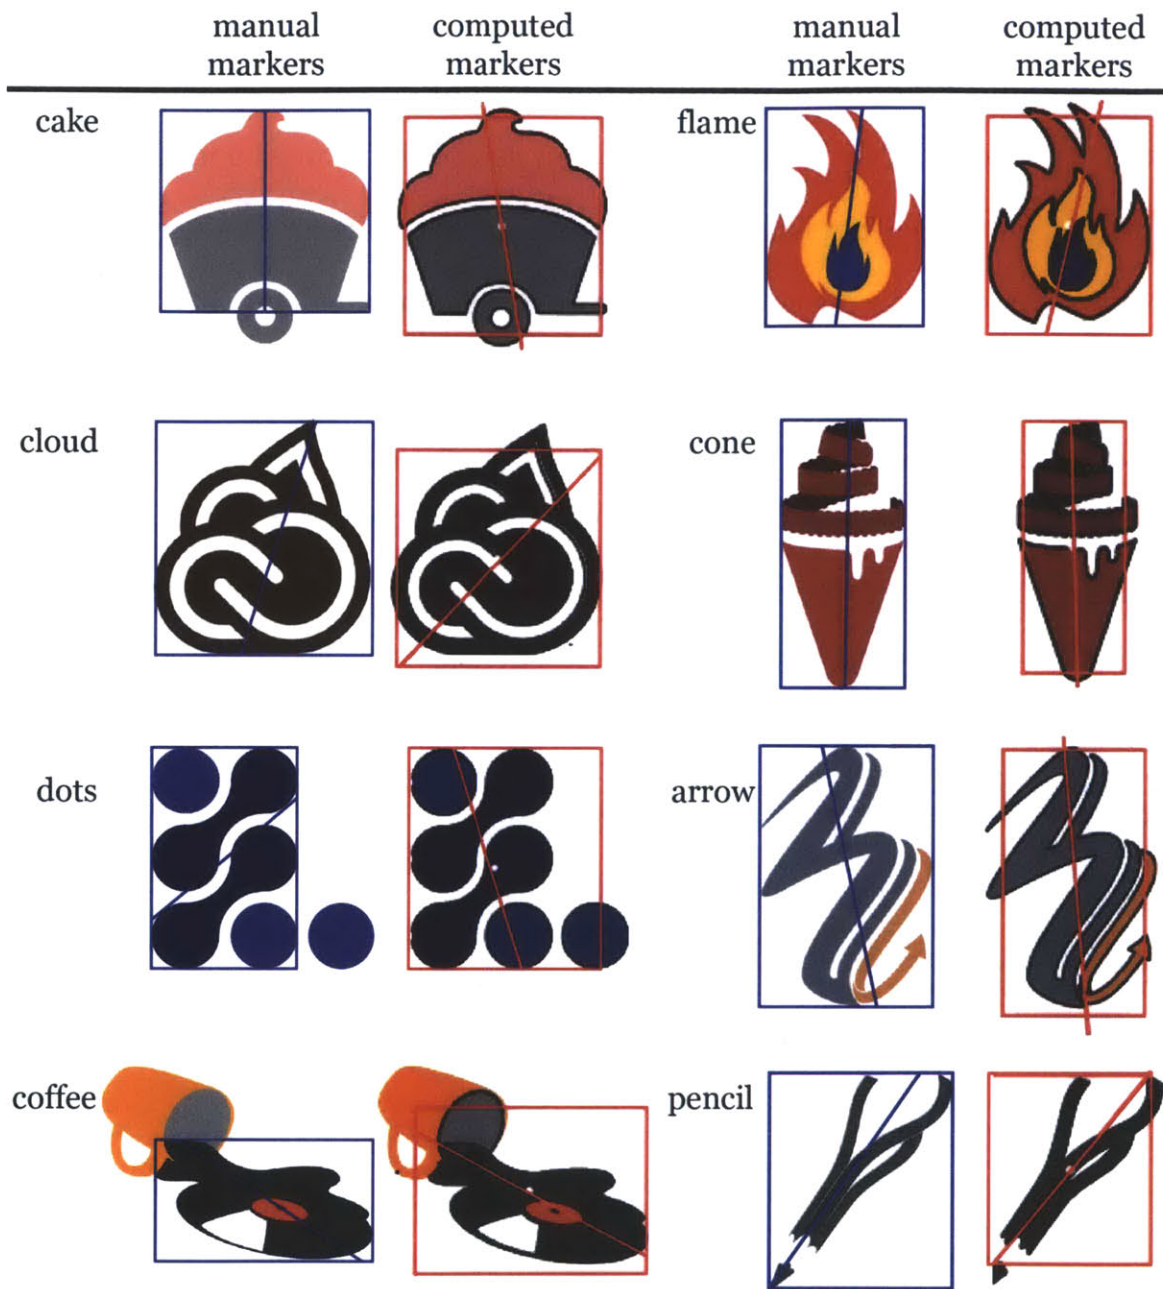 manual markers
computed markers
manual markers
computed markers
cake
flame
cloud
cone
dots
arrow
coffee
pencil